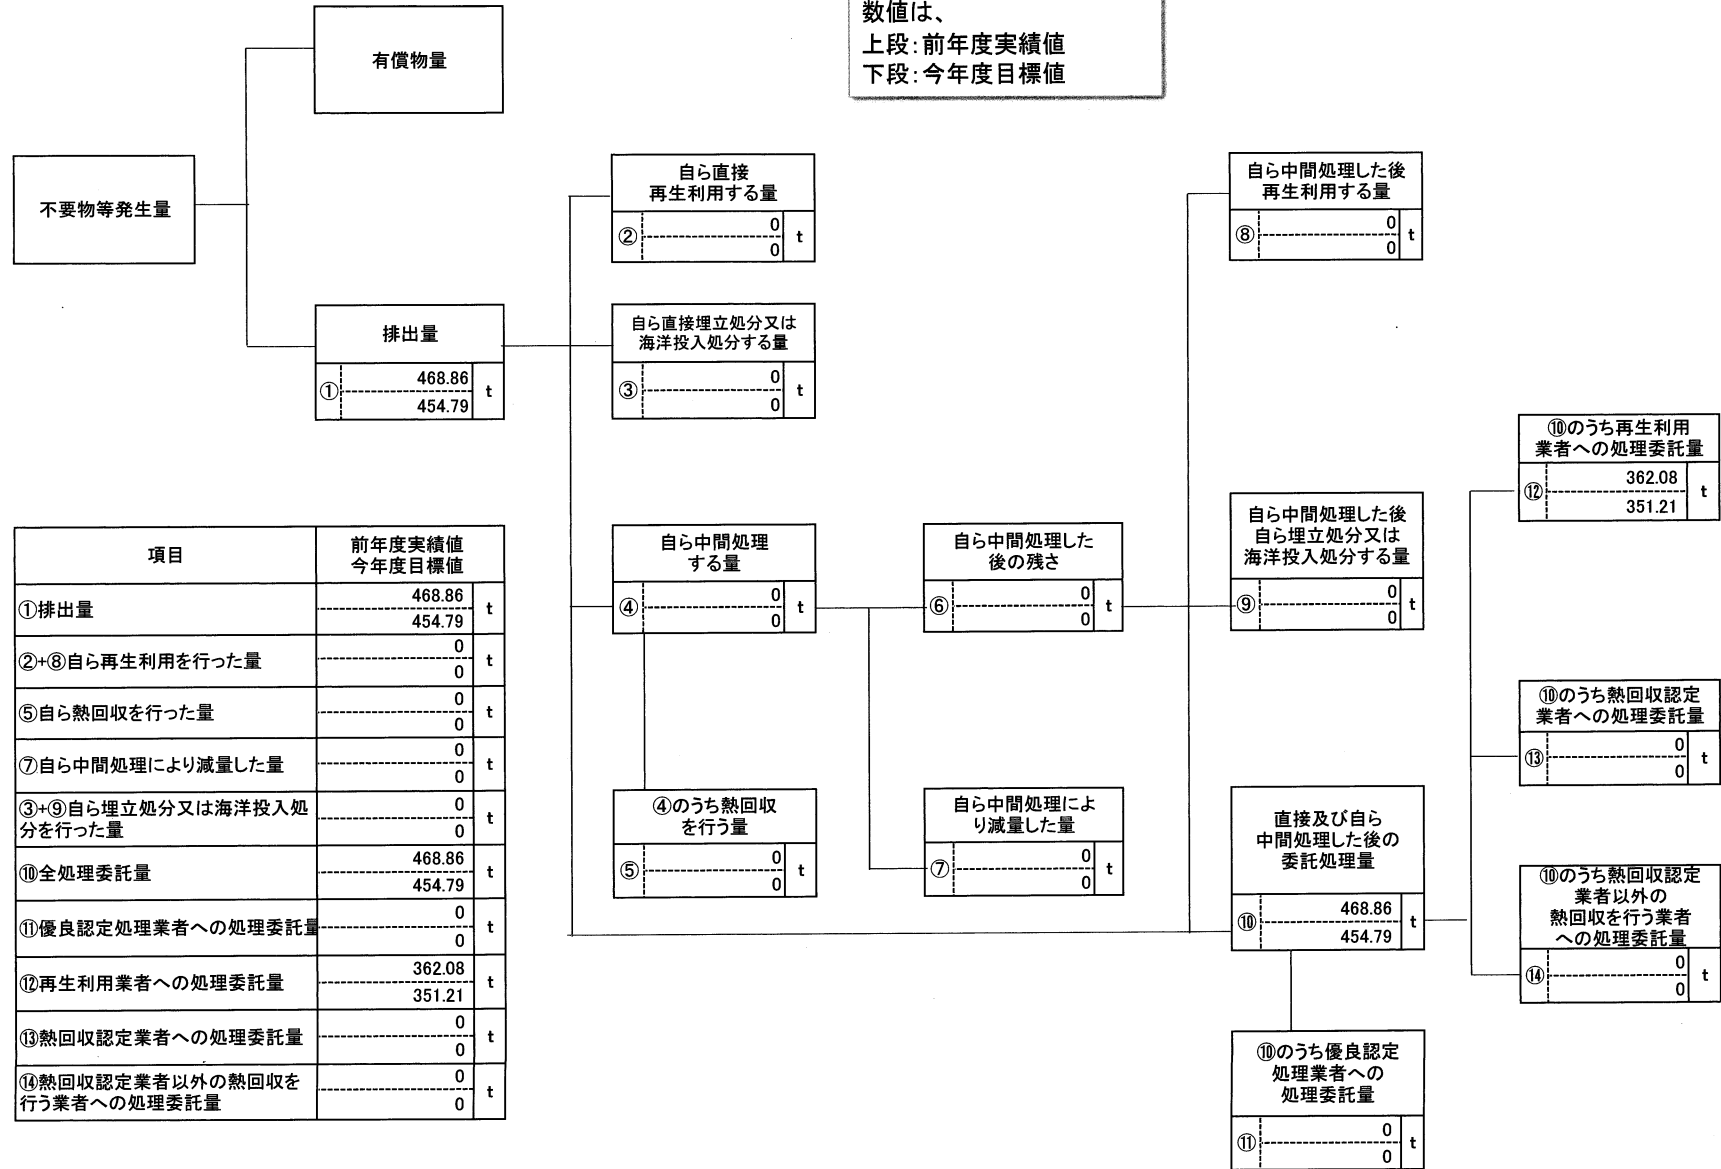 数値は、
上段：前年度実績値
下段：今年度目標値
有償物量
不要物等発生量
排出量
①
468.86
454.79
t
自ら直接
再生利用する量
②
0
0
t
自ら直接埋立処分又は
海洋投入処分する量
③
0
0
t
自ら中間処理
する量
④
0
0
t
④のうち熱回収
を行う量
⑤
0
0
t
自ら中間処理した
後の残さ
⑥
0
0
t
自ら中間処理によ
り減量した量
⑦
0
0
t
自ら中間処理した後
再生利用する量
⑧
0
0
t
自ら中間処理した後
自ら埋立処分又は
海洋投入処分する量
⑨
0
0
t
直接及び自ら
中間処理した後の
委託処理量
⑩
468.86
454.79
t
⑩のうち優良認定
処理業者への
処理委託量
⑪
0
0
t
⑩のうち再生利用
業者への処理委託量
⑫
362.08
351.21
t
⑩のうち熱回収認定
業者への処理委託量
⑬
0
0
t
⑩のうち熱回収認定
業者以外の
熱回収を行う業者
への処理委託量
⑭
0
0
t
項目
前年度実績値
今年度目標値
①排出量
468.86
454.79
t
②+⑧自ら再生利用を行った量
0
0
t
⑤自ら熱回収を行った量
0
0
t
⑦自ら中間処理により減量した量
0
0
t
③+⑨自ら埋立処分又は海洋投入処
分を行った量
0
0
t
⑩全処理委託量
468.86
454.79
t
⑪優良認定処理業者への処理委託量
0
0
t
⑫再生利用業者への処理委託量
362.08
351.21
t
⑬熱回収認定業者への処理委託量
0
0
t
⑭熱回収認定業者以外の熱回収を
行う業者への処理委託量
0
0
t